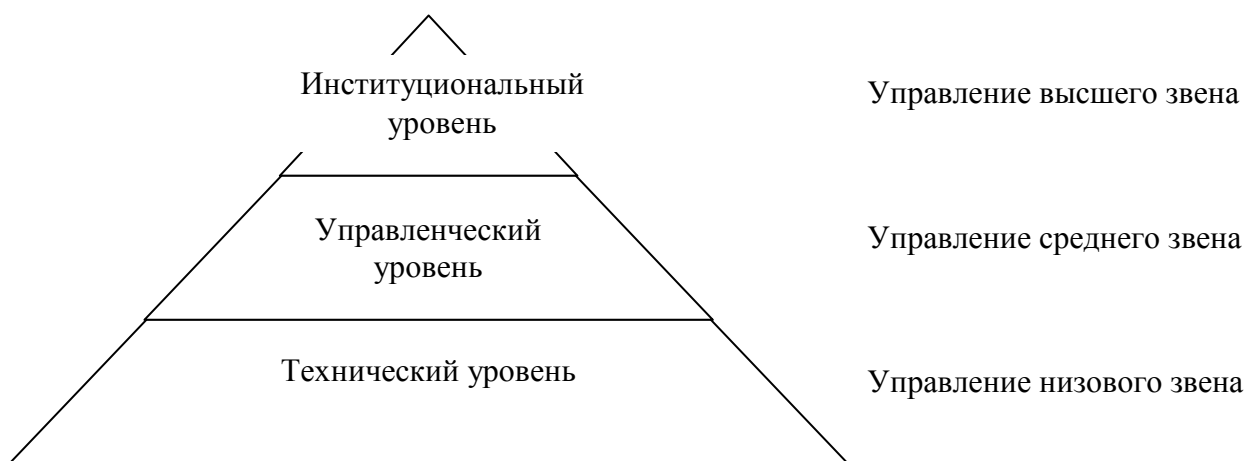 Институциональный
уровень
Управление высшего звена
Управленческий
уровень
Управление среднего звена
Технический уровень
Управление низового звена